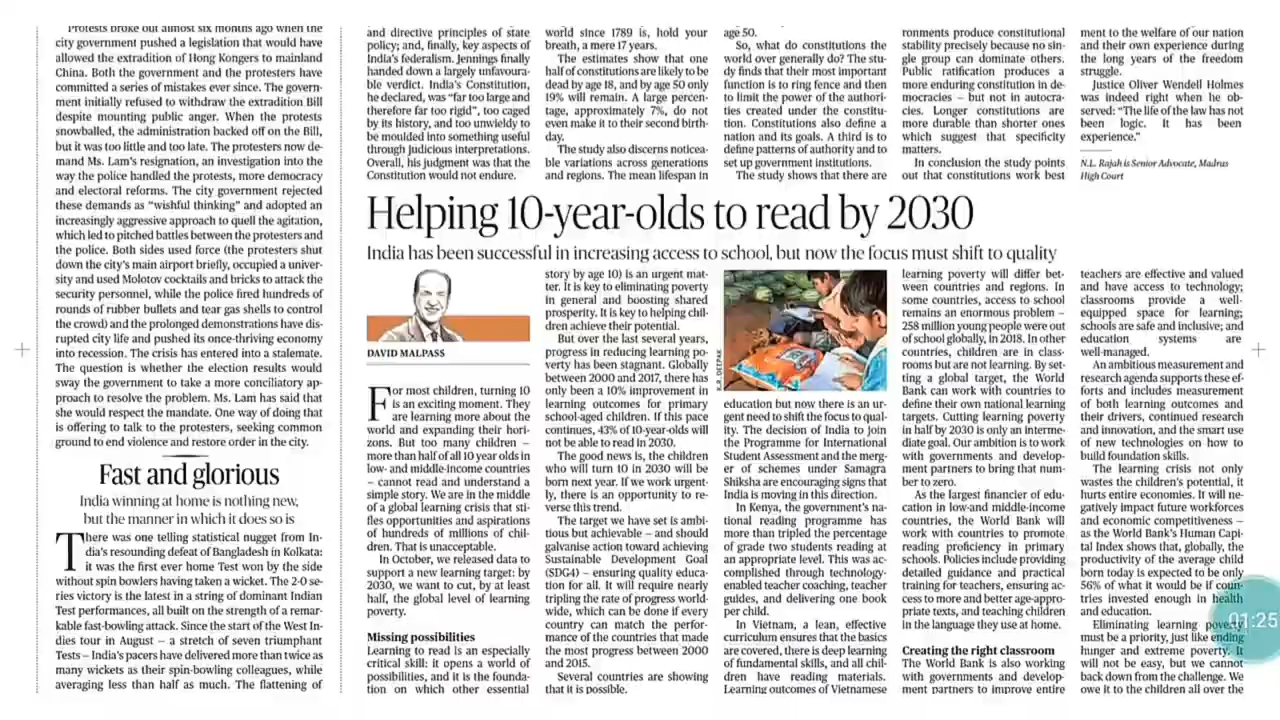 Protests broke out almost six months ago when the
city government pushed a legislation that would have
allowed the extradition of Hong Kongers to mainland
China. Both the government and the protesters have
committed a series of mistakes ever since. The govern-
ment initially refused to withdraw the extradition Bill
despite mounting public anger. When the protests
snowballed, the administration backed off on the Bill,
but it was too little and too late. The protesters now de-
mand Ms. Lam's resignation, an investigation into the
way the police handled the protests, more democracy
and electoral reforms. The city government rejected
these demands as "wishful thinking" and adopted an
increasingly aggressive approach to quell the agitation,
which led to pitched battles between the protesters and
the police. Both sides used force (the protesters shut
down the city's main airport briefly, occupied a univer-
sity and used Molotov cocktails and bricks to attack the
security personnel, while the police fired hundreds of
rounds of rubber bullets and tear gas shells to control
the crowd) and the prolonged demonstrations have dis-
rupted city life and pushed its once-thriving economy
into recession. The crisis has entered into a stalemate.
The question is whether the election results would
sway the government to take a more conciliatory ap-
proach to resolve the problem. Ms. Lam has said that
she would respect the mandate. One way of doing that
is offering to talk to the protesters, seeking common
ground to end violence and restore order in the city.
Fast and glorious
India winning at home is nothing new,
but the manner in which it does so is
There was one telling statistical nugget from In-
dia's resounding defeat of Bangladesh in Kolkata:
it was the first ever home Test won by the side
without spin bowlers having taken a wicket. The 2-0 se-
ries victory is the latest in a string of dominant Indian
Test performances, all built on the strength of a remar-
kable fast-bowling attack. Since the start of the West In-
dies tour in August – a stretch of seven triumphant
Tests – India's pacers have delivered more than twice as
many wickets as their spin-bowling colleagues, while
averaging less than half as much. The flattening of
and directive principles of state
policy; and, finally, key aspects of
India's federalism. Jennings finally
handed down a largely unfavoura-
ble verdict. India's Constitution,
he declared, was "far too large and
therefore far too rigid", too caged
by its history, and too unwieldy to
be moulded into something useful
through judicious interpretations.
Overall, his judgment was that the
Constitution would not endure.
world since 1789 is, hold your
breath, a mere 17 years.
The estimates show that one
half of constitutions are likely to be
dead by age 18, and by age 50 only
19% will remain. A large percen-
tage, approximately 7%, do not
even make it to their second birth-
day.
The study also discerns noticea-
ble variations across generations
and regions. The mean lifespan in
age 50.
So, what do constitutions the
world over generally do? The stu-
dy finds that their most important
function is to ring fence and then
to limit the power of the authori-
ties created under the constitu-
tion. Constitutions also define a
nation and its goals. A third is to
define patterns of authority and to
set up government institutions.
The study shows that there are
ronments produce constitutional
stability precisely because no sin-
gle group can dominate others.
Public ratification produces a
more enduring constitution in de-
mocracies – but not in autocra-
cies. Longer constitutions are
more durable than shorter ones
which suggest that specificity
matters.
In conclusion the study points
out that constitutions work best
ment to the welfare of our nation
and their own experience during
the long years of the freedom
struggle.
Justice Oliver Wendell Holmes
was indeed right when he ob-
served: "The life of the law has not
been logic. It has been
experience."
N.L. Rajah is Senior Advocate, Madras
High Court
Helping 10-year-olds to read by 2030
India has been successful in increasing access to school, but now the focus must shift to quality
DAVID MALPASS
For most children, turning 10
is an exciting moment. They
are learning more about the
world and expanding their hori-
zons. But too many children –
more than half of all 10 year olds in
low- and middle-income countries
– cannot read and understand a
simple story. We are in the middle
of a global learning crisis that sti-
fles opportunities and aspirations
of hundreds of millions of chil-
dren. That is unacceptable.
In October, we released data to
support a new learning target: by
2030, we want to cut, by at least
half, the global level of learning
poverty.
Missing possibilities
Learning to read is an especially
critical skill: it opens a world of
possibilities, and it is the founda-
tion on which other essential
story by age 10) is an urgent mat-
ter. It is key to eliminating poverty
in general and boosting shared
prosperity. It is key to helping chil-
dren achieve their potential.
But over the last several years,
progress in reducing learning po-
verty has been stagnant. Globally
between 2000 and 2017, there has
only been a 10% improvement in
learning outcomes for primary
school-aged children. If this pace
continues, 43% of 10-year-olds will
not be able to read in 2030.
The good news is, the children
who will turn 10 in 2030 will be
born next year. If we work urgent-
ly, there is an opportunity to re-
verse this trend.
The target we have set is ambi-
tious but achievable – and should
galvanise action toward achieving
Sustainable Development Goal
(SDG4) – ensuring quality educa-
tion for all. It will require nearly
tripling the rate of progress world-
wide, which can be done if every
country can match the perfor-
mance of the countries that made
the most progress between 2000
and 2015.
Several countries are showing
that it is possible.
K.R. DEEPAK
education but now there is an ur-
gent need to shift the focus to qual-
ity. The decision of India to join
the Programme for International
Student Assessment and the merg-
er of schemes under Samagra
Shiksha are encouraging signs that
India is moving in this direction.
In Kenya, the government's na-
tional reading programme has
more than tripled the percentage
of grade two students reading at
an appropriate level. This was ac-
complished through technology-
enabled teacher coaching, teacher
guides, and delivering one book
per child.
In Vietnam, a lean, effective
curriculum ensures that the basics
are covered, there is deep learning
of fundamental skills, and all chil-
dren have reading materials.
Learning outcomes of Vietnamese
learning poverty will differ bet-
ween countries and regions. In
some countries, access to school
remains an enormous problem –
258 million young people were out
of school globally, in 2018. In other
countries, children are in class-
rooms but are not learning. By set-
ting a global target, the World
Bank can work with countries to
define their own national learning
targets. Cutting learning poverty
in half by 2030 is only an interme-
diate goal. Our ambition is to work
with governments and develop-
ment partners to bring that num-
ber to zero.
As the largest financier of edu-
cation in low-and middle-income
countries, the World Bank will
work with countries to promote
reading proficiency in primary
schools. Policies include providing
detailed guidance and practical
training for teachers, ensuring ac-
cess to more and better age-appro-
priate texts, and teaching children
in the language they use at home.
Creating the right classroom
The World Bank is also working
with governments and develop-
ment partners to improve entire
teachers are effective and valued
and have access to technology;
classrooms provide a well-
equipped space for learning;
schools are safe and inclusive; and
education systems are
well-managed.
An ambitious measurement and
research agenda supports these ef-
forts and includes measurement
of both learning outcomes and
their drivers, continued research
and innovation, and the smart use
of new technologies on how to
build foundation skills.
The learning crisis not only
wastes the children's potential, it
hurts entire economies. It will ne-
gatively impact future workforces
and economic competitiveness –
as the World Bank's Human Capi-
tal Index shows that, globally, the
productivity of the average child
born today is expected to be only
56% of what it would be if coun-
tries invested enough in health
and education.
Eliminating learning poverty
must be a priority, just like ending
hunger and extreme poverty. It
will not be easy, but we cannot
back down from the challenge. We
owe it to the children all over the
01:25